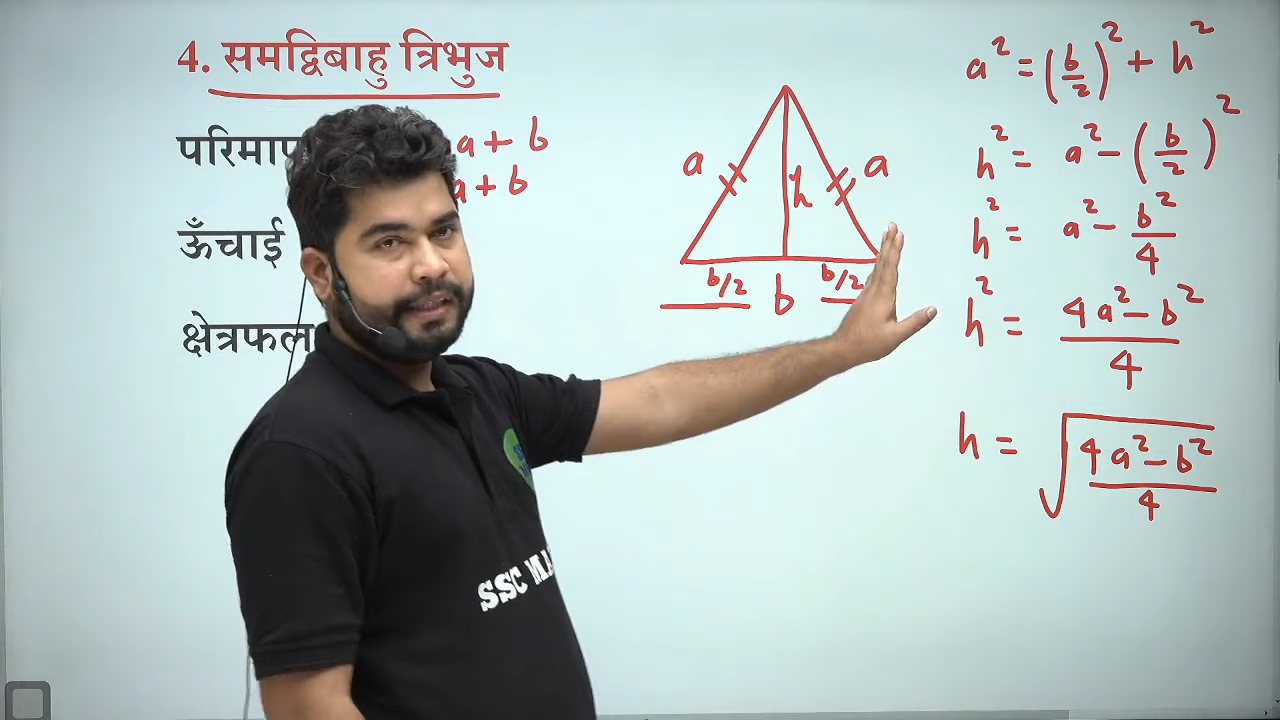 4. समद्विबाहु त्रिभुज
a + b
a + b
ऊँचाई
क्षेत्रफल
a
a
h
b/2
b
b/2
a² = (b/2)² + h²
h² = a² - (b/2)²
h² = a² - b²/4
h² = 4a² - b²/4
h = √4a² - b²/4
SSC